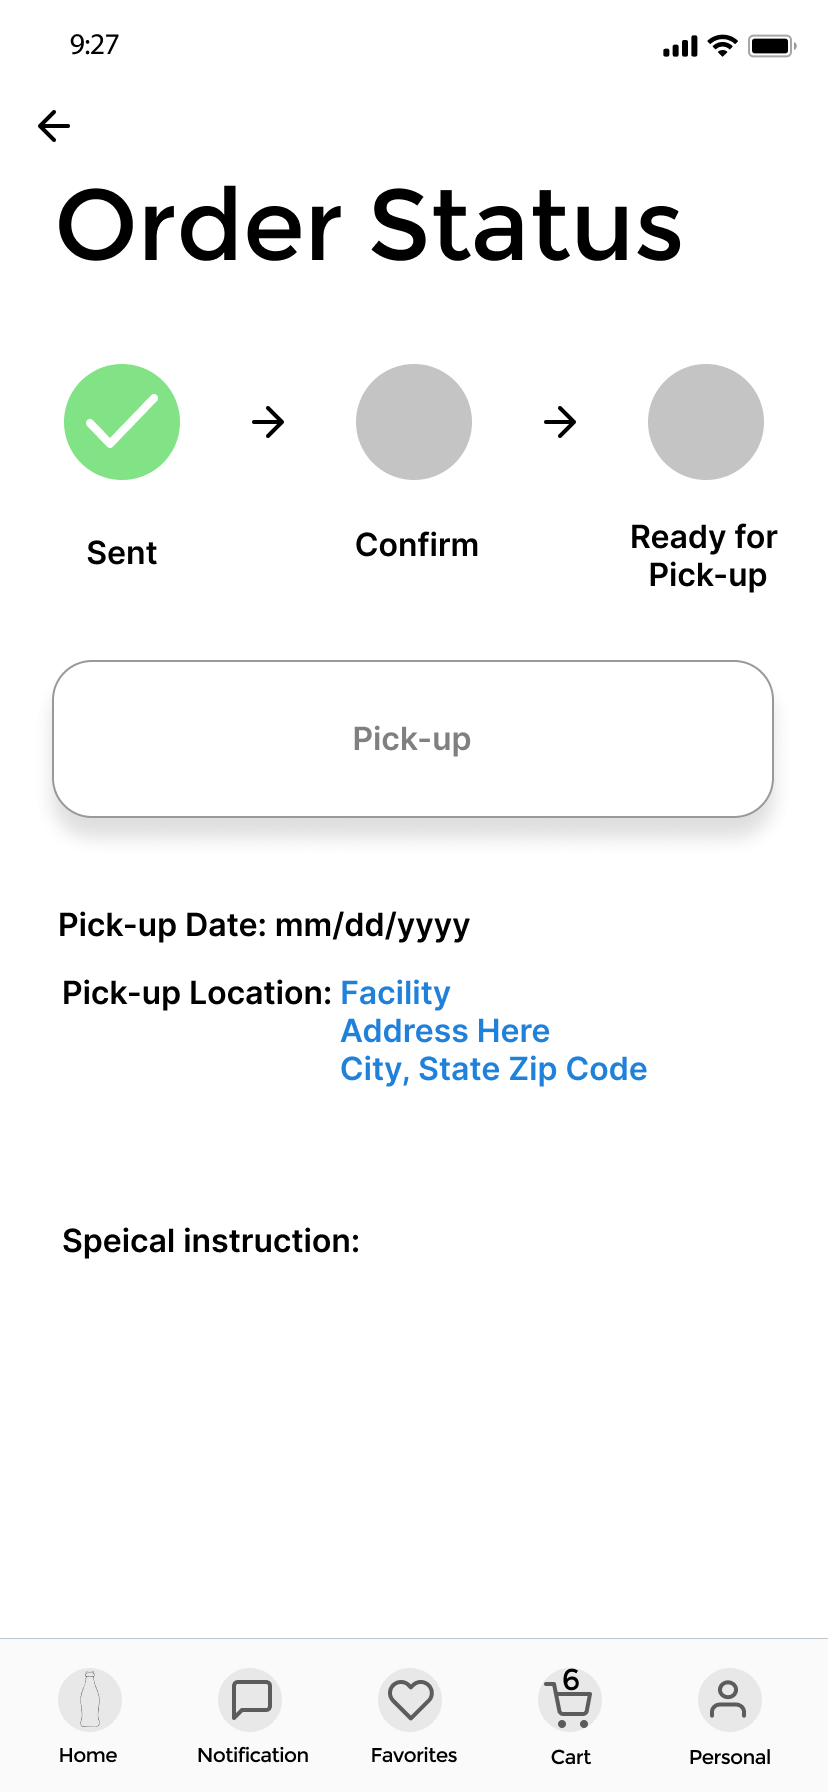 9:27
Order Status
Sent
Confirm
Ready for
Pick-up
Pick-up
Pick-up Date: mm/dd/yyyy
Pick-up Location: Facility
Address Here
City, State Zip Code
Speical instruction:
6
Home
Notification
Favorites
Cart
Personal